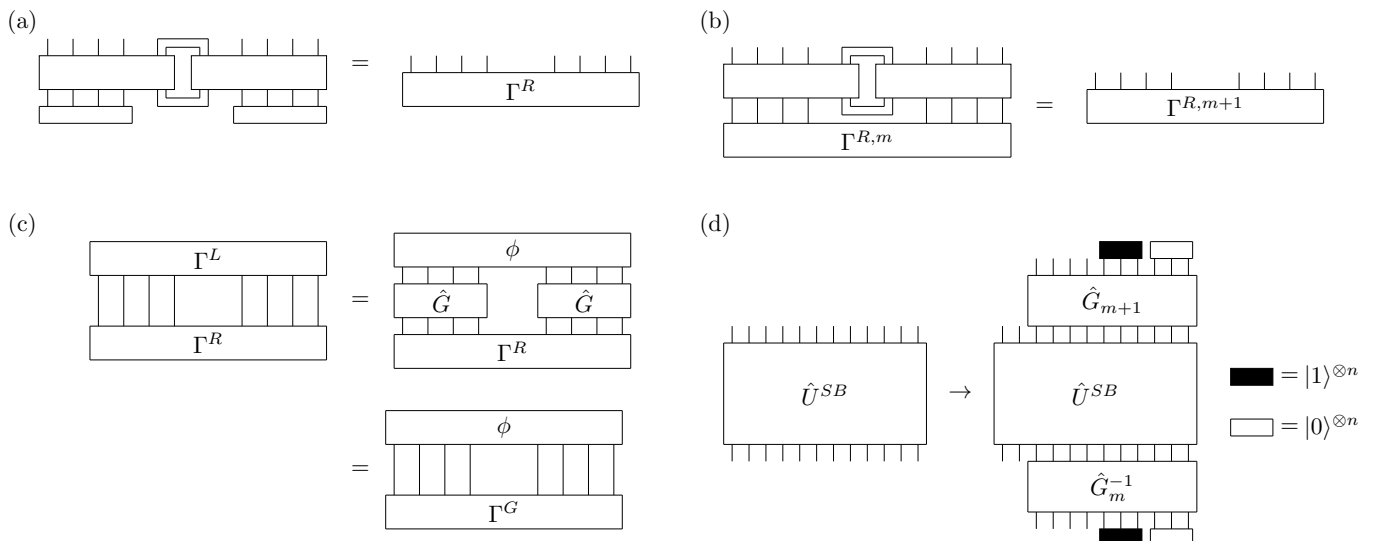 (a)
=
Γ^R
(b)
Γ^{R,m}
=
Γ^{R,m+1}
(c)
Γ^L
Γ^R
=
ϕ
Ĝ Ĝ
Γ^R
=
ϕ
Γ^G
(d)
Û^{SB}
→
Ĝ_{m+1}
Û^{SB}
Ĝ_m^{-1}
= |1⟩^{⊗n}
= |0⟩^{⊗n}